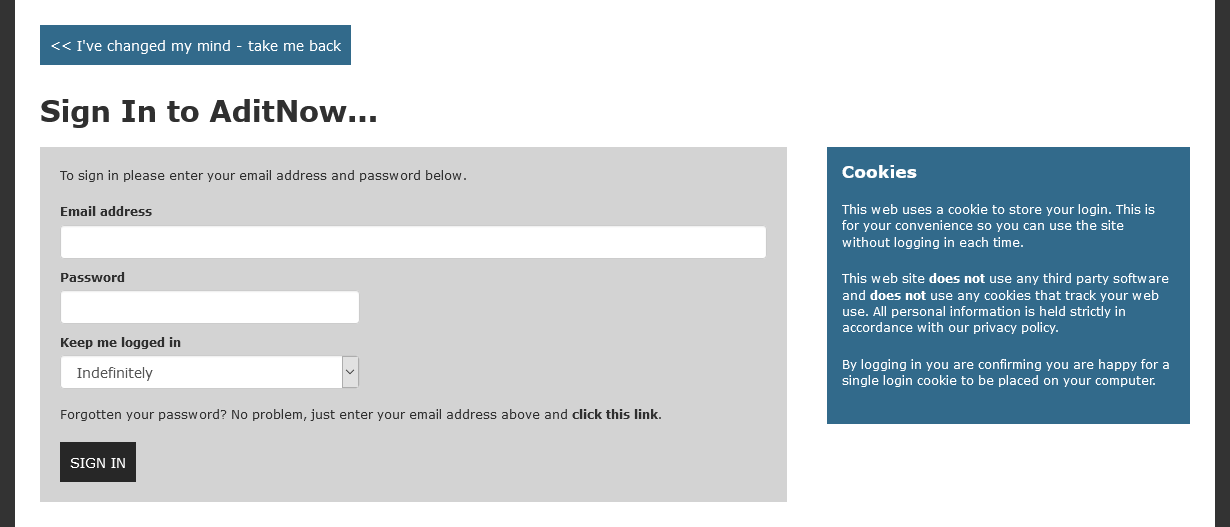 << I've changed my mind - take me back
Sign In to AditNow...
To sign in please enter your email address and password below.
Email address
Password
Keep me logged in
Indefinitely
Forgotten your password? No problem, just enter your email address above and click this link.
SIGN IN
Cookies
This web uses a cookie to store your login. This is
for your convenience so you can use the site
without logging in each time.
This web site does not use any third party software
and does not use any cookies that track your web
use. All personal information is held strictly in
accordance with our privacy policy.
By logging in you are confirming you are happy for a
single login cookie to be placed on your computer.